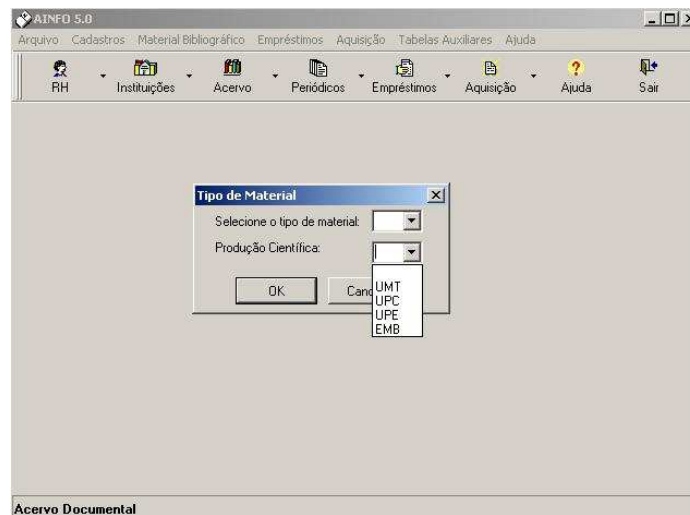 AINFO 5.0
Arquivo Cadastros Material Bibliográfico Empréstimos Aquisição Tabelas Auxiliares Ajuda
RH Instituições Acervo Periódicos Empréstimos Aquisição Ajuda Sair
Tipo de Material
Selecione o tipo de material:
Produção Científica:
OK Canc
UMT
UPC
UPE
EMB
Acervo Documental